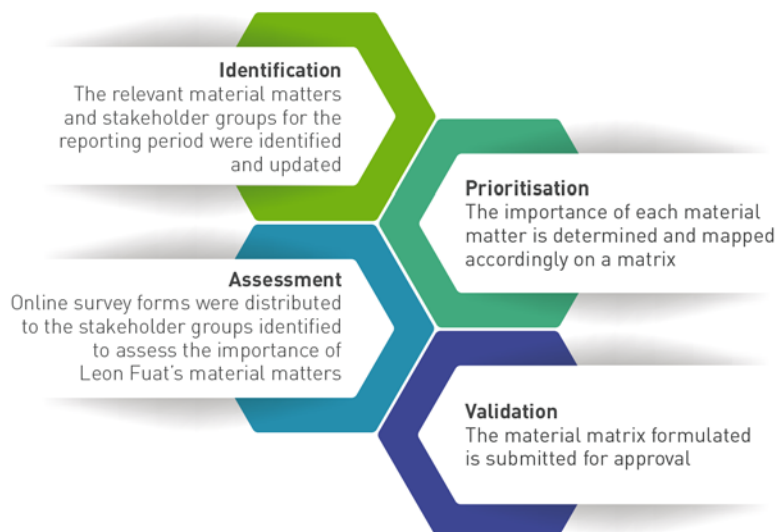 Identification
The relevant material matters
and stakeholder groups for the
reporting period were identified
and updated
Prioritisation
The importance of each material
matter is determined and mapped
accordingly on a matrix
Assessment
Online survey forms were distributed
to the stakeholder groups identified
to assess the importance of
Leon Fuat's material matters
Validation
The material matrix formulated
is submitted for approval